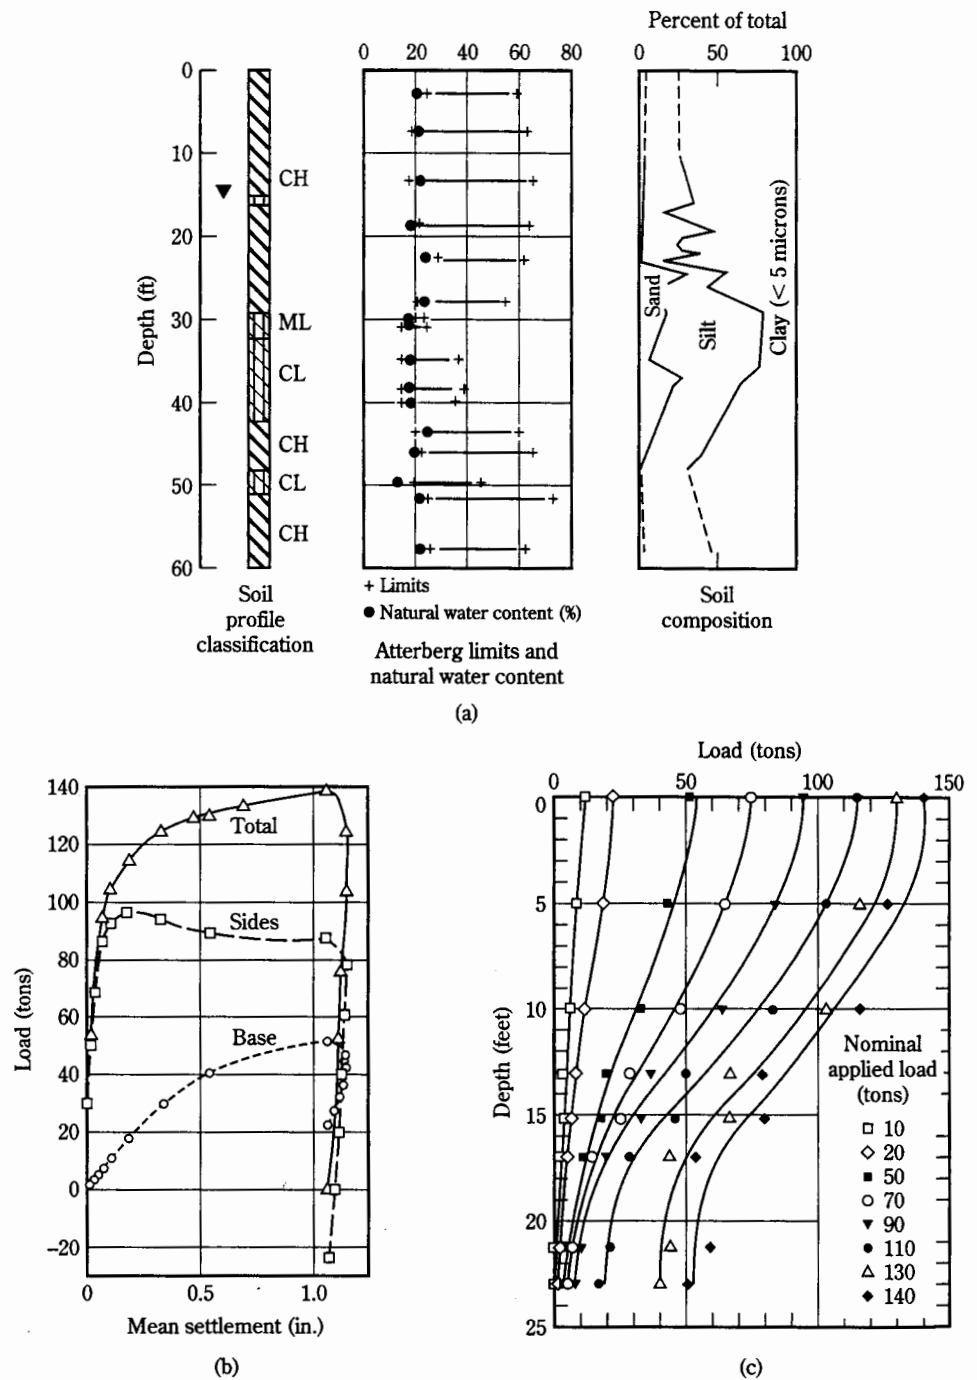 Percent of total
0 20 40 60 80
0 50 100
0
10
20
30
40
50
60
Depth (ft)
CH
ML
CL
CH
CL
CH
Sand
Silt
Clay (< 5 microns)
Soil
profile
classification
+ Limits
● Natural water content (%)
Atterberg limits and
natural water content
Soil
composition
(a)
140
120
100
80
60
40
20
0
−20
Load (tons)
Total
Sides
Base
0 0.5 1.0
Mean settlement (in.)
(b)
Load (tons)
0 50 100 150
0
5
10
15
20
25
Depth (feet)
Nominal
applied load
(tons)
□ 10
◇ 20
■ 50
○ 70
▼ 90
● 110
△ 130
◆ 140
(c)